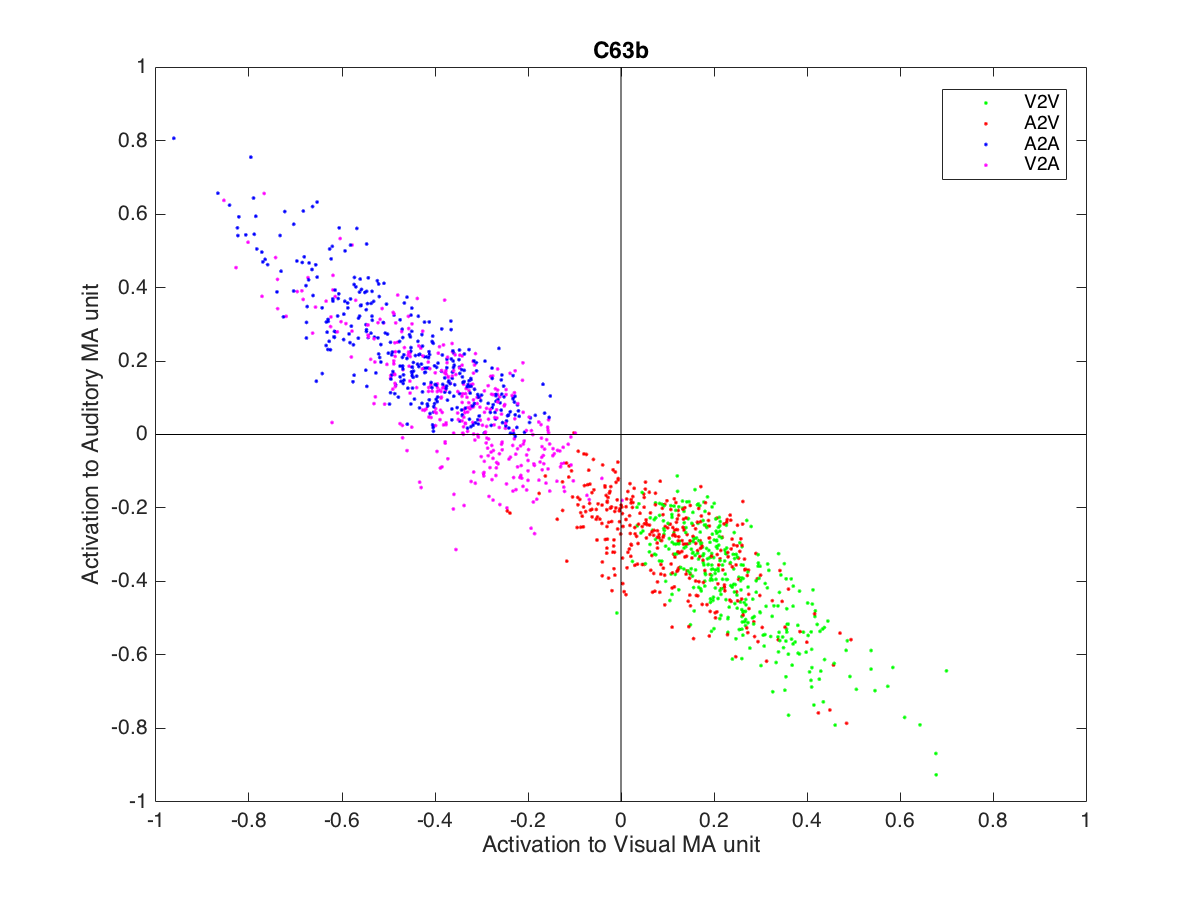 C63b
1
0.8
0.6
0.4
0.2
0
-0.2
-0.4
-0.6
-0.8
-1
Activation to Auditory MA unit
V2V
A2V
A2A
V2A
-1 -0.8 -0.6 -0.4 -0.2 0 0.2 0.4 0.6 0.8 1
Activation to Visual MA unit